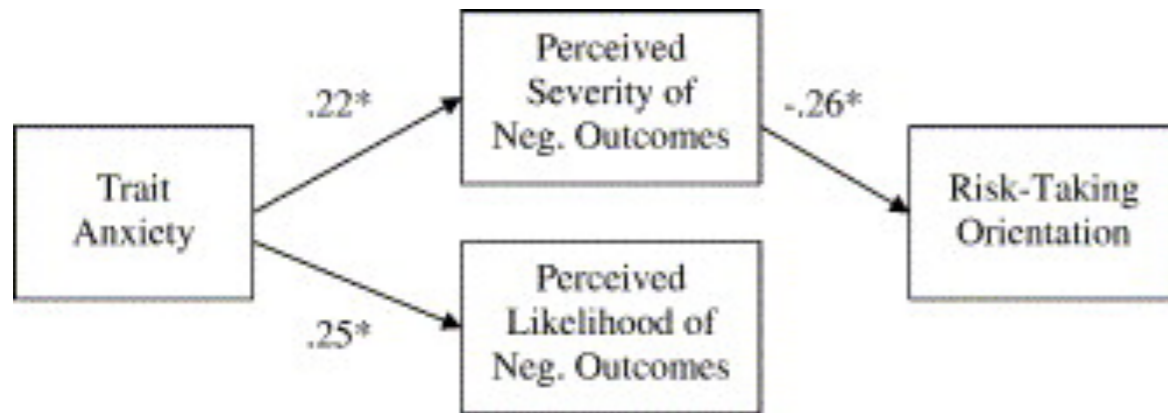 Perceived
Severity of
Neg. Outcomes
.22*
-.26*
Trait
Anxiety
Risk-Taking
Orientation
Perceived
Likelihood of
Neg. Outcomes
.25*